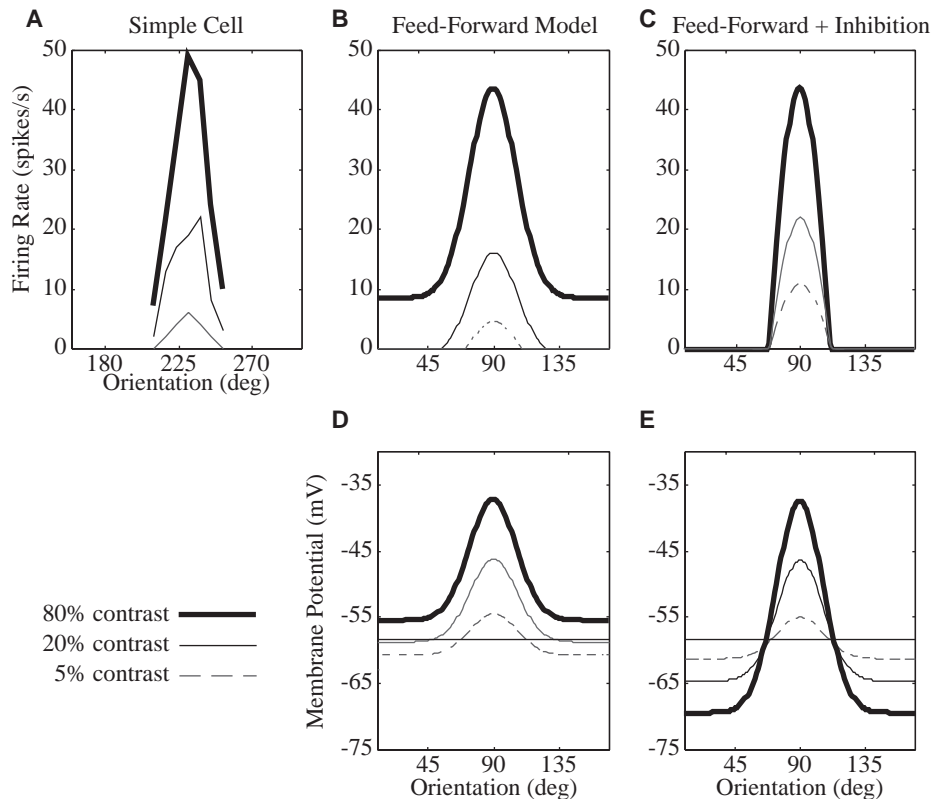 A
Simple Cell
B
Feed-Forward Model
C
Feed-Forward + Inhibition
Firing Rate (spikes/s)
50
40
30
20
10
0
180
225
270
Orientation (deg)
50
40
30
20
10
0
45
90
135
50
40
30
20
10
0
45
90
135
D
E
Membrane Potential (mV)
-35
-45
-55
-65
-75
45
90
135
Orientation (deg)
-35
-45
-55
-65
-75
45
90
135
Orientation (deg)
80% contrast
20% contrast
5% contrast